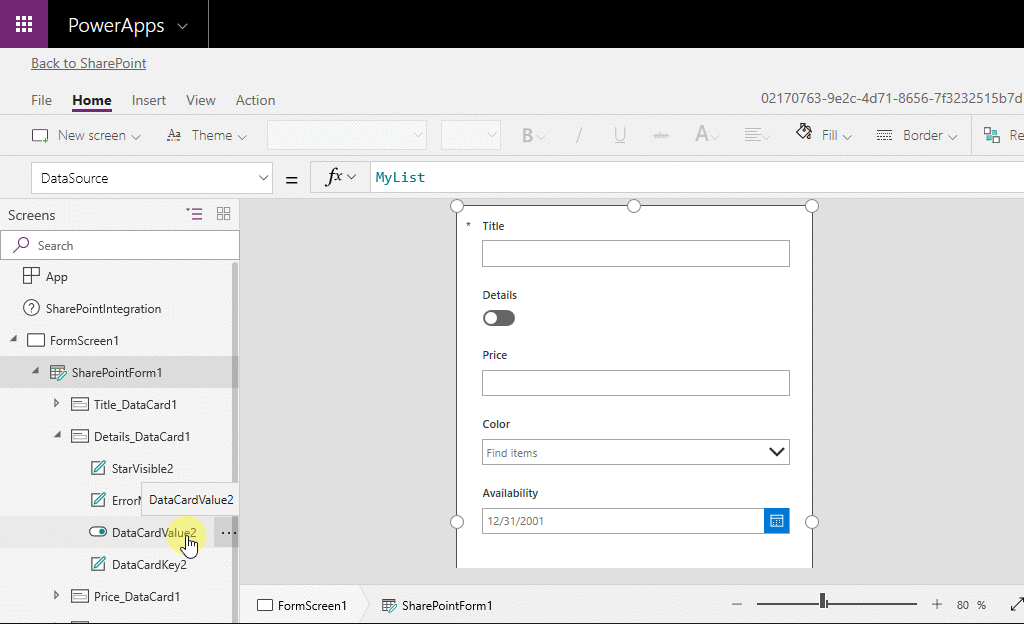 PowerApps
Back to SharePoint
File Home Insert View Action
02170763-9e2c-4d71-8656-7f3232515b7d
New screen Aa Theme B / U abc A Fill Border Re
DataSource = fx MyList
Screens
Search
App
SharePointIntegration
FormScreen1
SharePointForm1
Title_DataCard1
Details_DataCard1
StarVisible2
ErrorM DataCardValue2
DataCardValue2 ...
DataCardKey2
Price_DataCard1
* Title
Details
Price
Color
Find items
Availability
12/31/2001
FormScreen1 SharePointForm1 80 %